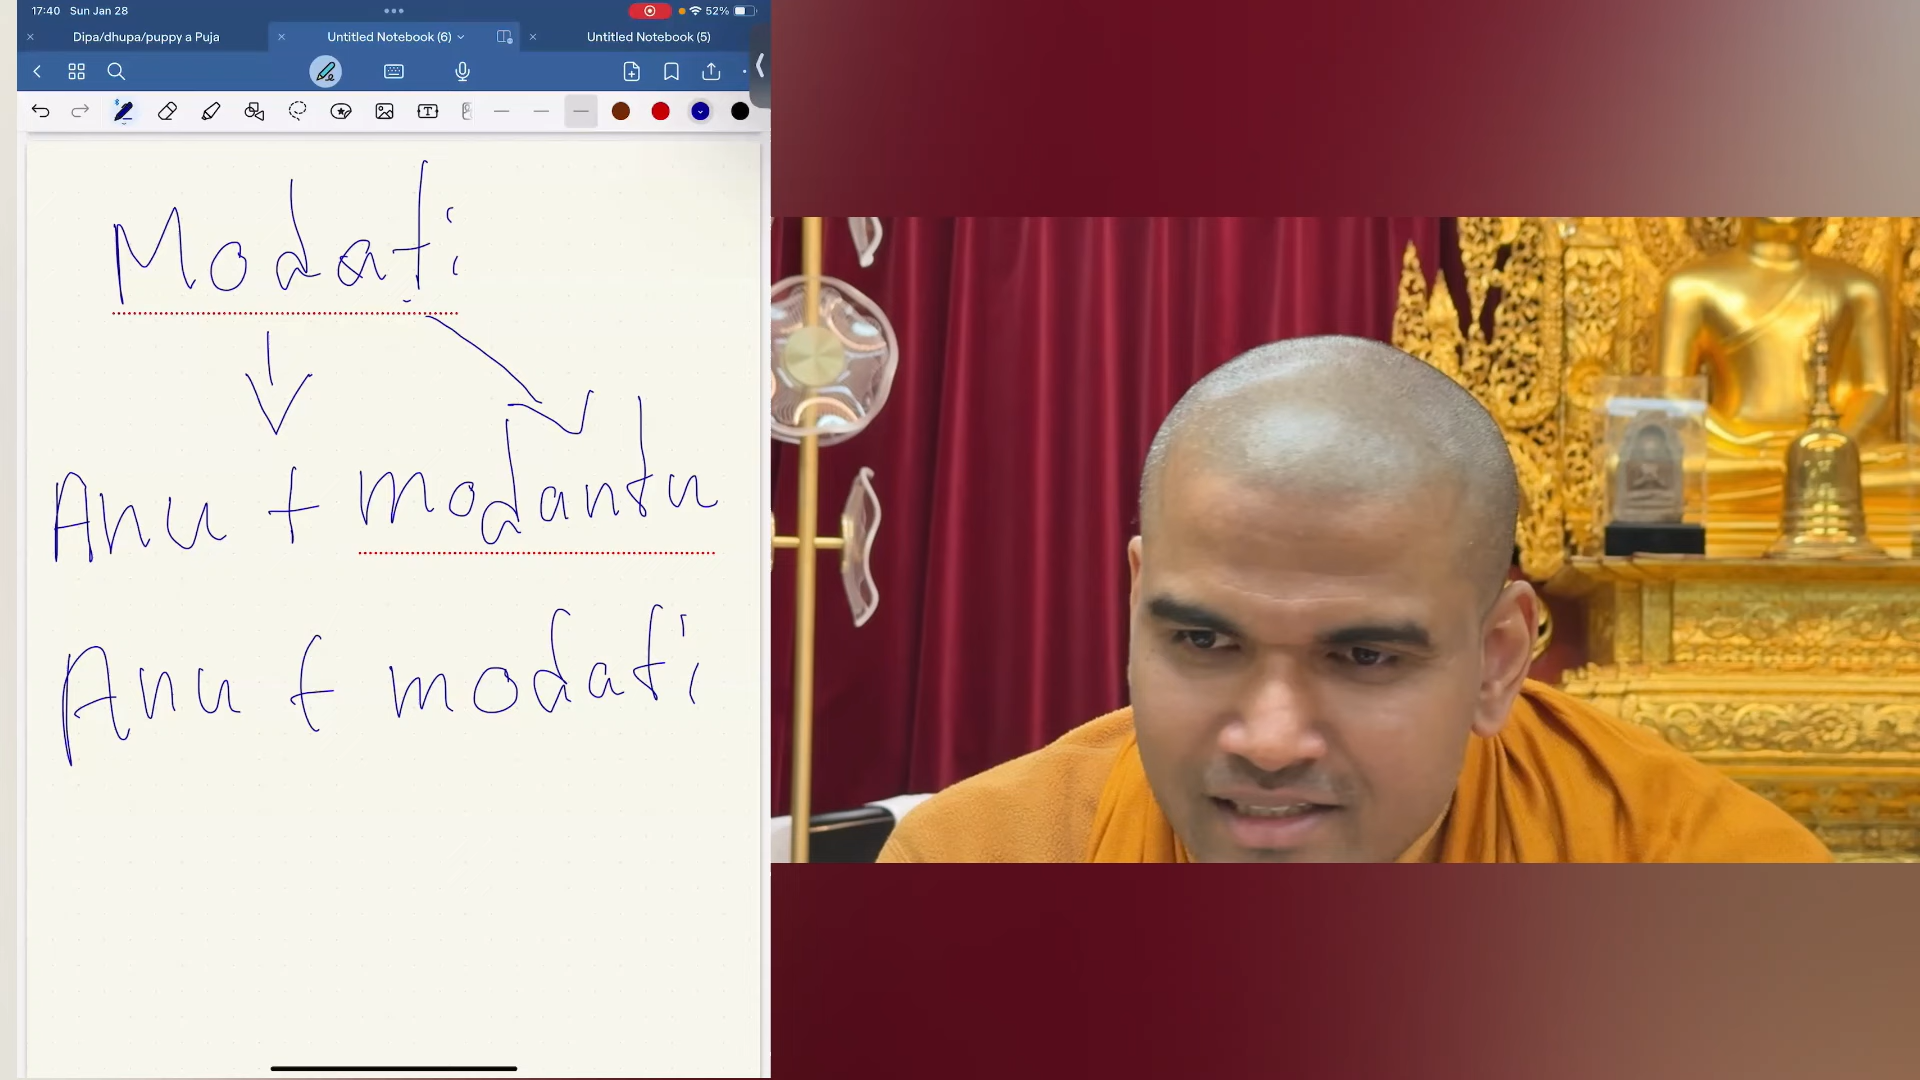 17:40 Sun Jan 28 52%
Dipa/dhupa/puppy a Puja Untitled Notebook (6) Untitled Notebook (5)
Modati
Anu + modantu
Anu + modati